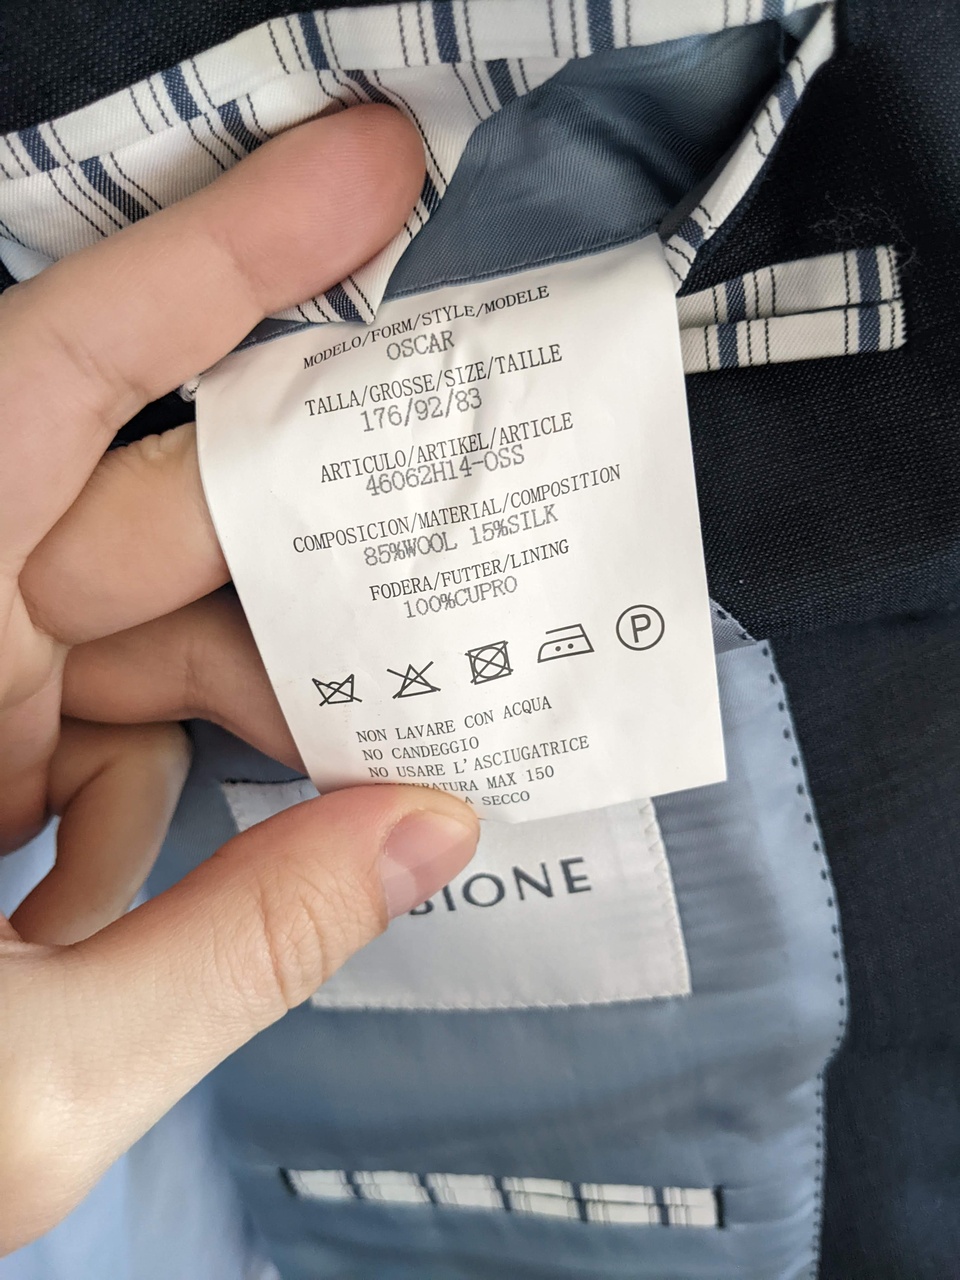 MODELO/FORM/STYLE/MODELE
OSCAR
TALLA/GROSSE/SIZE/TAILLE
176/92/83
ARTICULO/ARTIKEL/ARTICLE
46062H14-OSS
COMPOSICION/MATERIAL/COMPOSITION
85%WOOL 15%SILK
FODERA/FUTTER/LINING
100%CUPRO
P
NON LAVARE CON ACQUA
NO CANDEGGIO
NO USARE L'ASCIUGATRICE
MAX 150
A SECCO
BIONE